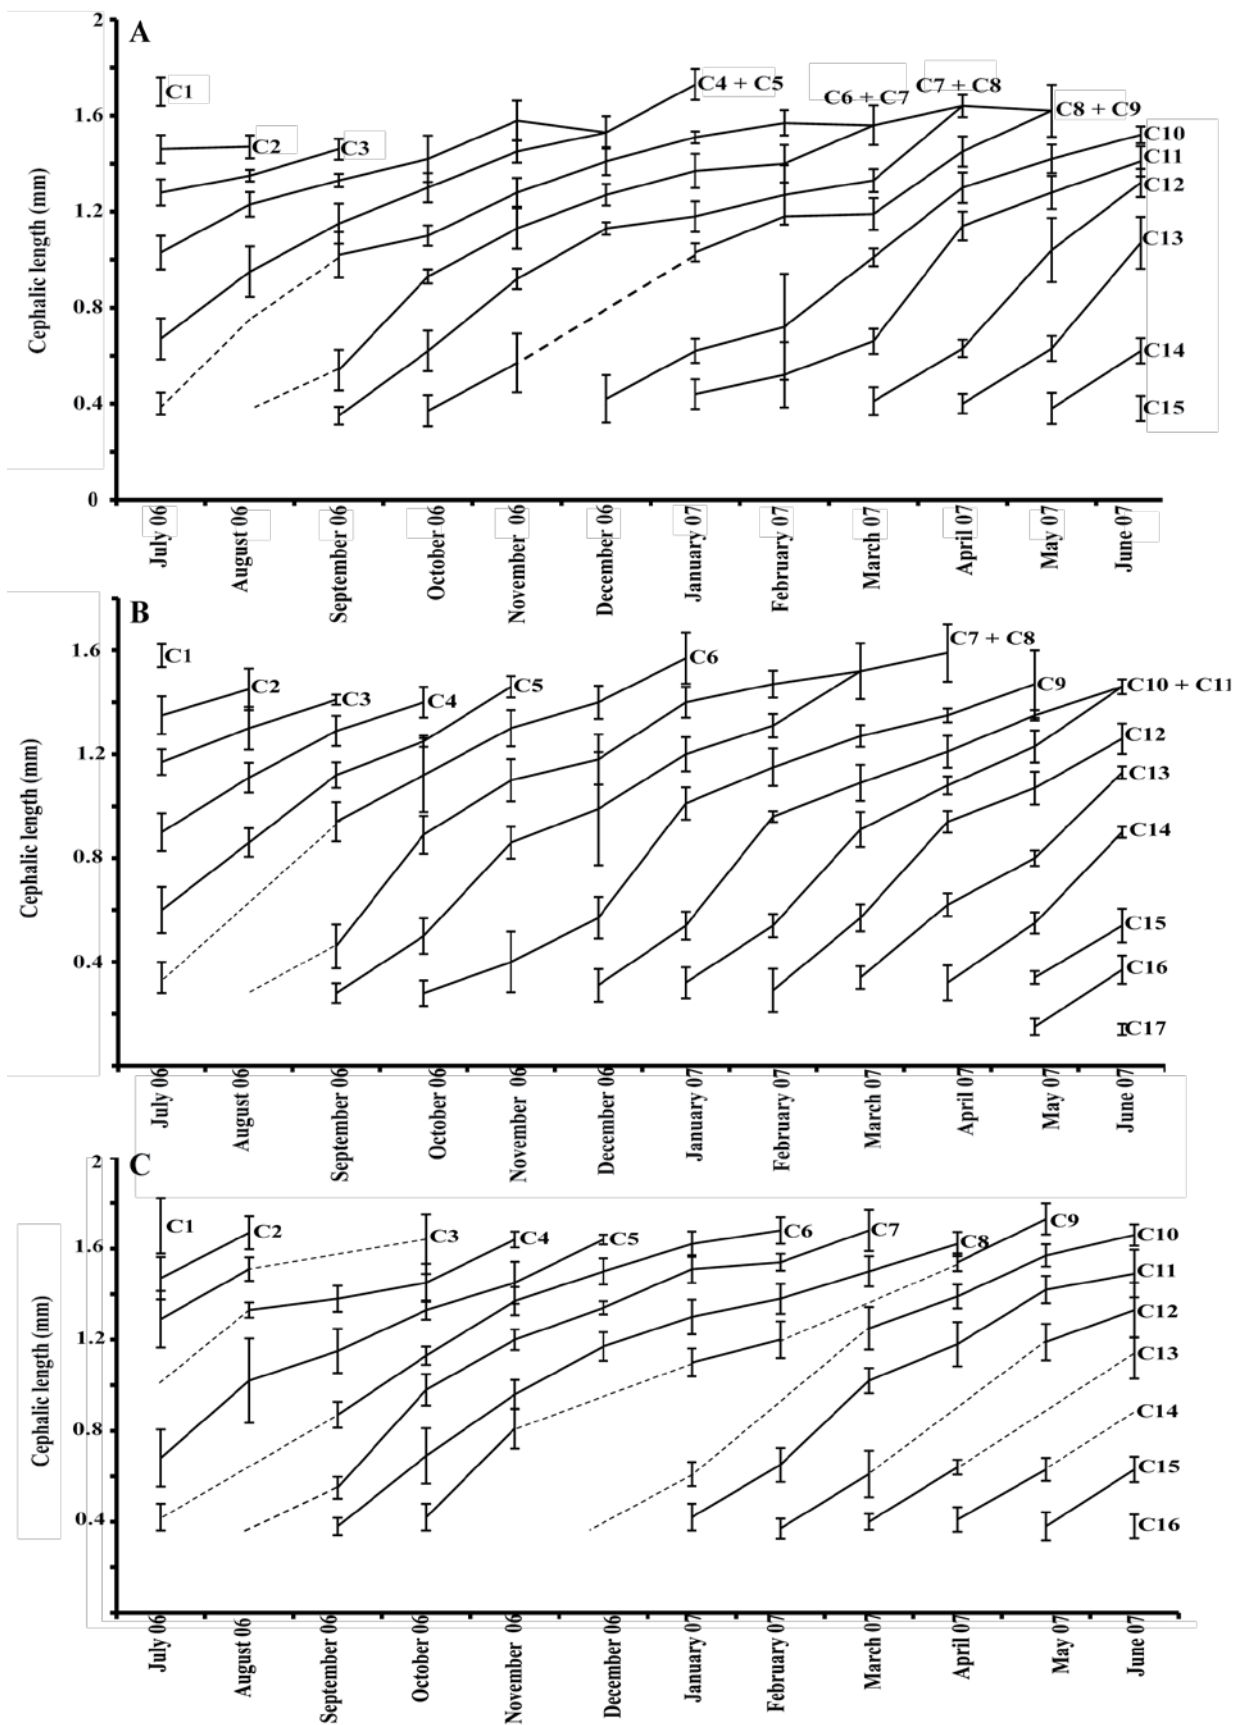 A
2
1.6
1.2
0.8
0.4
0
Cephalic length (mm)
C1
C2
C3
C4 + C5
C6 + C7
C7 + C8
C8 + C9
C10
C11
C12
C13
C14
C15
July 06
August 06
September 06
October 06
November 06
December 06
January 07
February 07
March 07
April 07
May 07
June 07
B
1.6
1.2
0.8
0.4
Cephalic length (mm)
C1
C2
C3
C4
C5
C6
C7 + C8
C9
C10 + C11
C12
C13
C14
C15
C16
C17
July 06
August 06
September 06
October 06
November 06
December 06
January 07
February 07
March 07
April 07
May 07
June 07
C
2
1.6
1.2
0.8
0.4
Cephalic length (mm)
C1
C2
C3
C4
C5
C6
C7
C8
C9
C10
C11
C12
C13
C14
C15
C16
July 06
August 06
September 06
October 06
November 06
December 06
January 07
February 07
March 07
April 07
May 07
June 07